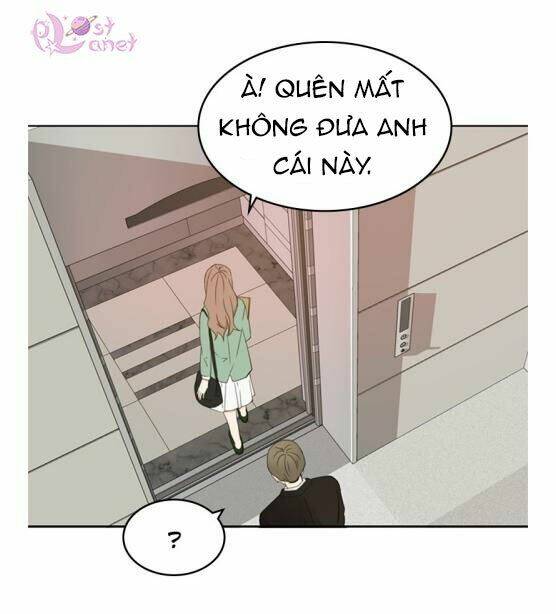 Lost
Planet
À! QUÊN MẤT
KHÔNG ĐƯA ANH
CÁI NÀY.
?